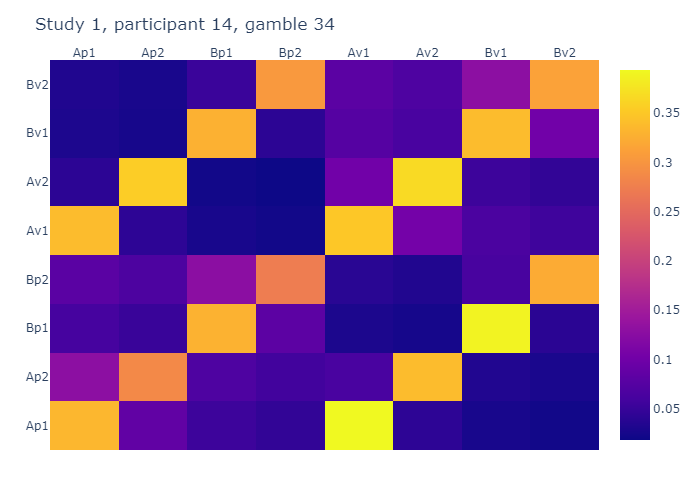 Study 1, participant 14, gamble 34
Ap1 Ap2 Bp1 Bp2 Av1 Av2 Bv1 Bv2
Bv2
Bv1
Av2
Av1
Bp2
Bp1
Ap2
Ap1
0.35
0.3
0.25
0.2
0.15
0.1
0.05